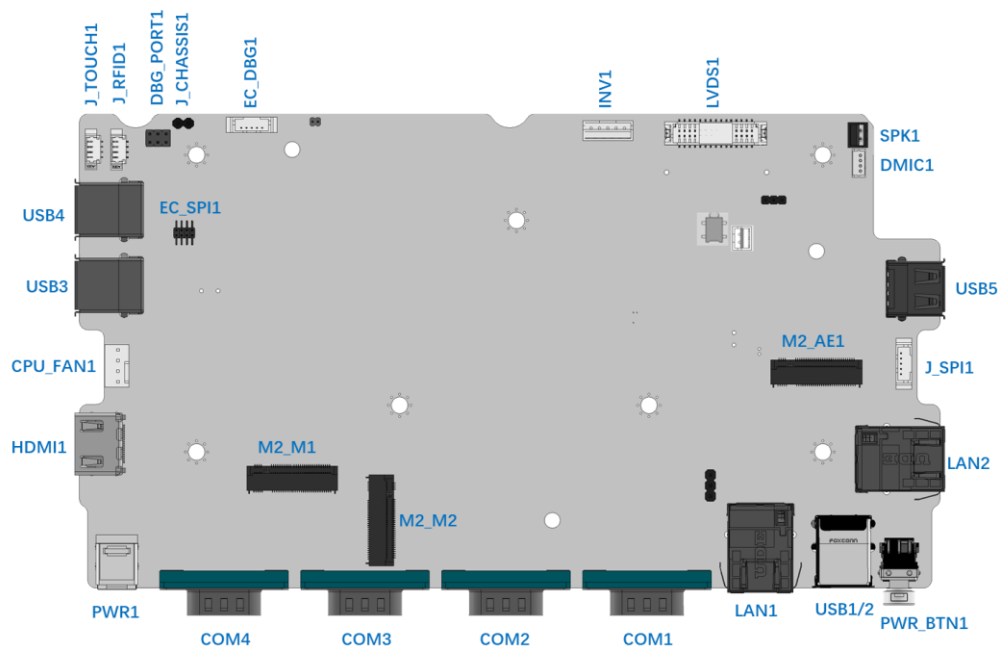 J_TOUCH1
J_RFID1
DBG_PORT1
J_CHASSIS1
EC_DBG1
INV1
LVDS1
SPK1
DMIC1
USB4
EC_SPI1
USB3
USB5
CPU_FAN1
M2_AE1
J_SPI1
HDMI1
M2_M1
LAN2
M2_M2
FOXCONN
PWR1
LAN1
USB1/2
PWR_BTN1
COM4
COM3
COM2
COM1